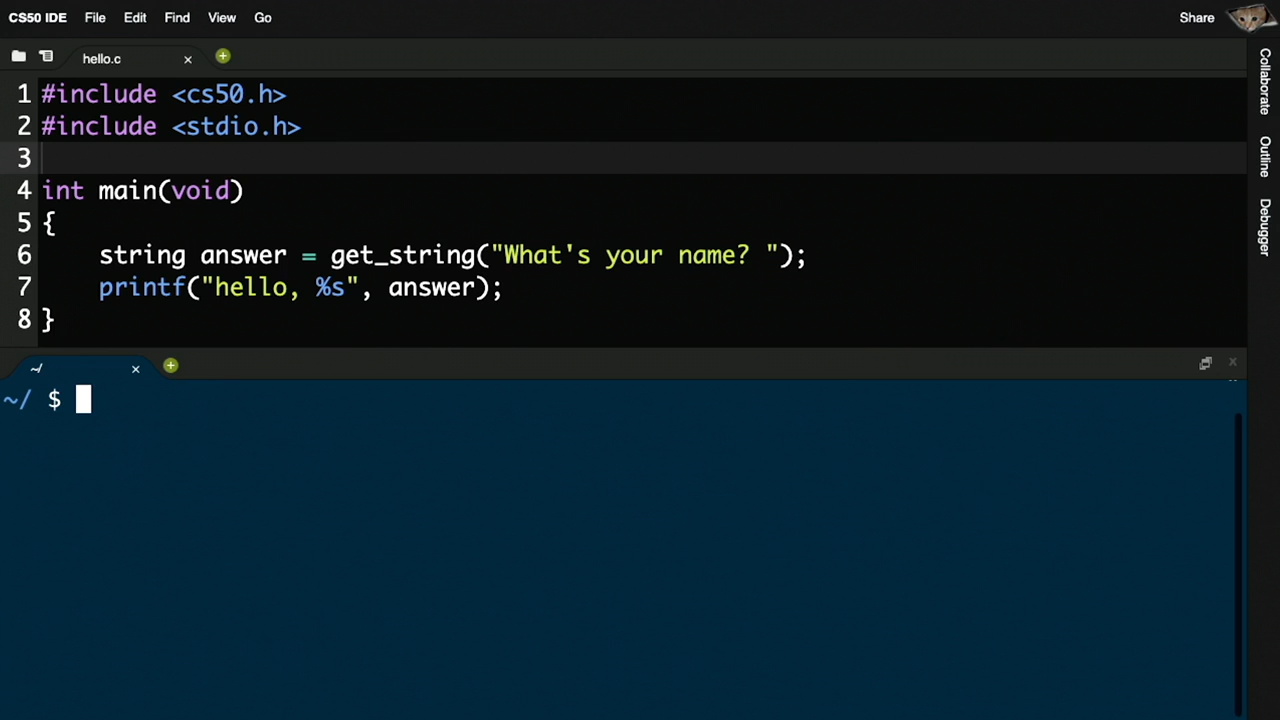 CS50 IDE File Edit Find View Go Share
hello.c ×
1 #include <cs50.h>
2 #include <stdio.h>
3
4 int main(void)
5 {
6     string answer = get_string("What's your name? ");
7     printf("hello, %s", answer);
8 }
~/ ×
~/ $
Collaborate
Outline
Debugger